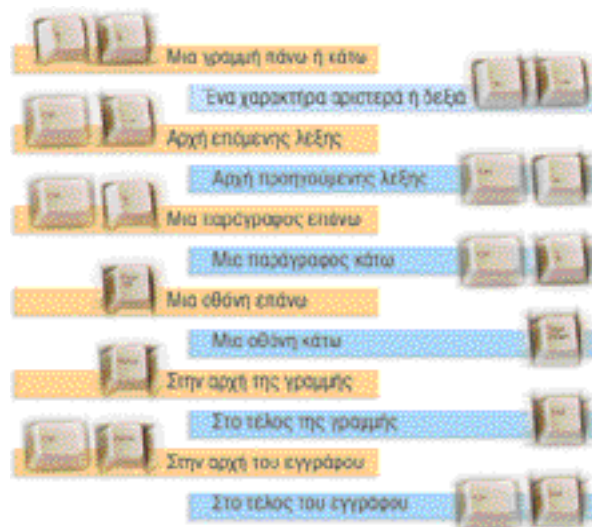 Μια γραμμή πάνω ή κάτω
Ένα χαρακτήρα αριστερά ή δεξιά
Αρχή επόμενης λέξης
Αρχή προηγούμενης λέξης
Μια παράγραφος επάνω
Μια παράγραφος κάτω
Μια οθόνη επάνω
Μια οθόνη κάτω
Στην αρχή της γραμμής
Στο τέλος της γραμμής
Στην αρχή του εγγράφου
Στο τέλος του εγγράφου